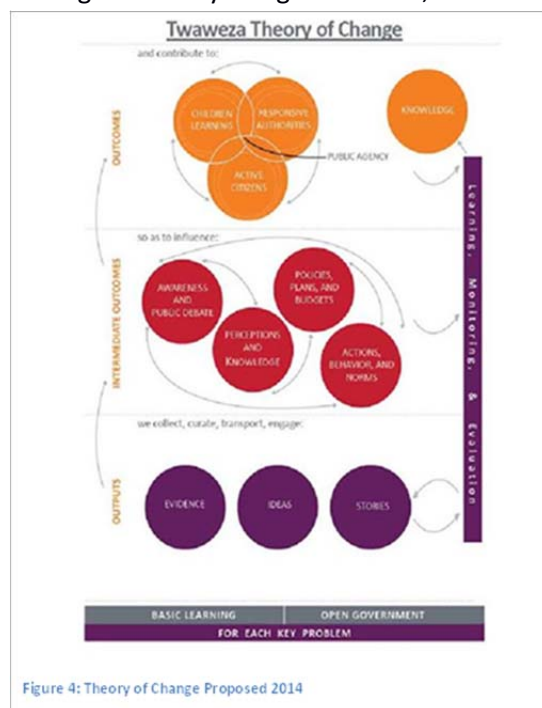 Twaweza Theory of Change
and contribute to:
OUTCOMES
CHILDREN
LEARNING
RESPONSIVE
AUTHORITIES
ACTIVE
CITIZENS
PUBLIC AGENCY
KNOWLEDGE
so as to influence:
INTERMEDIATE OUTCOMES
AWARENESS
AND
PUBLIC DEBATE
PERCEPTIONS
AND
KNOWLEDGE
POLICIES,
PLANS, AND
BUDGETS
ACTIONS,
BEHAVIOR, AND
NORMS
we collect, curate, transport, engage:
OUTPUTS
EVIDENCE
IDEAS
STORIES
Learning, Monitoring, & Evaluation
BASIC LEARNING
OPEN GOVERNMENT
FOR EACH KEY PROBLEM
Figure 4: Theory of Change Proposed 2014